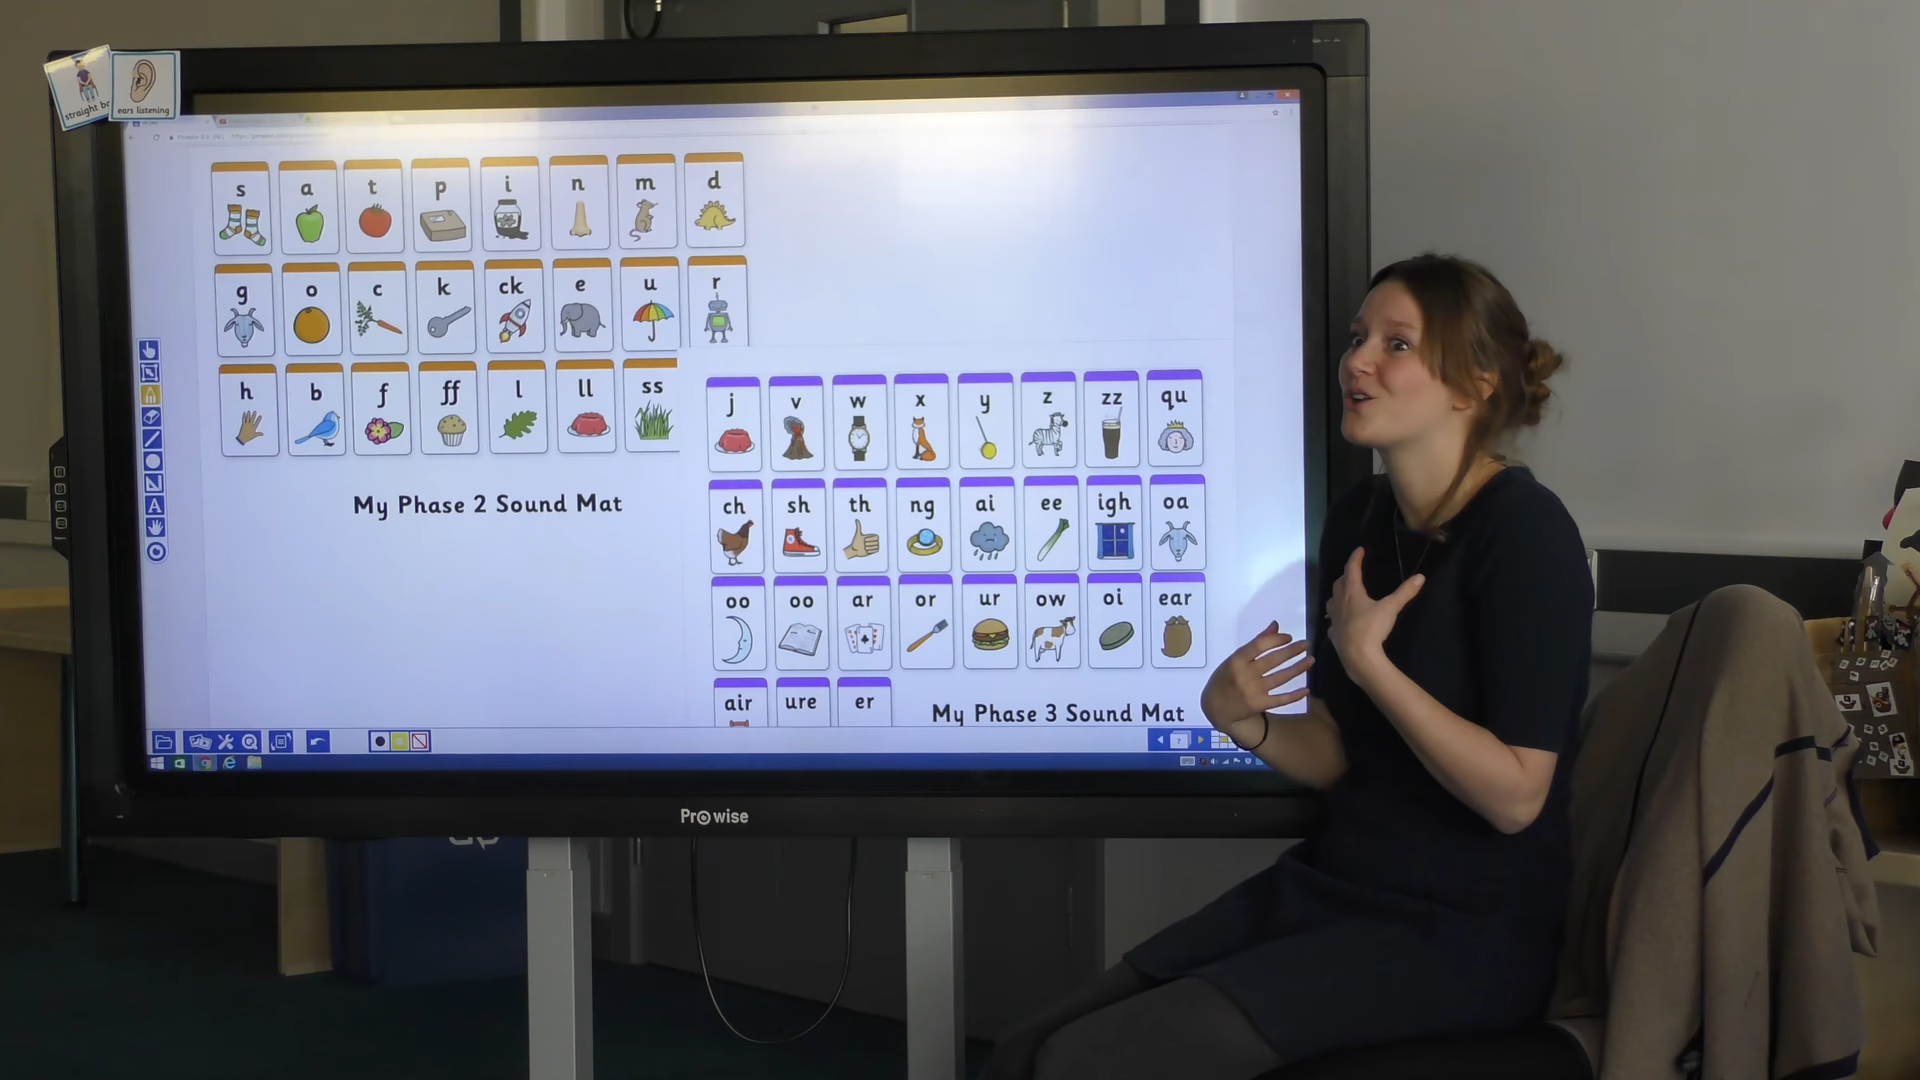 straight
ears listening
s a t p i n m d
g o c k ck e u r
h b f ff l ll ss
My Phase 2 Sound Mat
j v w x y z zz qu
ch sh th ng ai ee igh oa
oo oo ar or ur ow oi ear
air ure er
My Phase 3 Sound Mat
A
7
Prowise